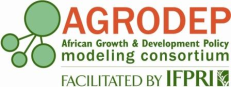 AGRODEP
African Growth & Development Policy
modeling consortium
FACILITATED BY IFPRI